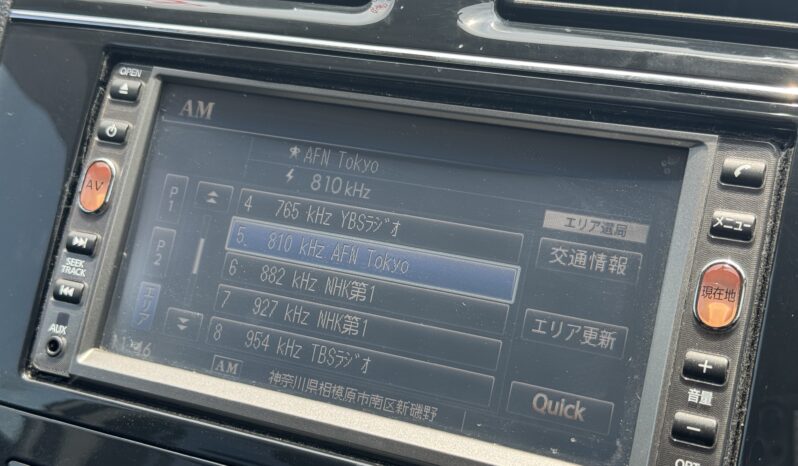 OPEN
AM
AFN Tokyo
810 kHz
P1
P2
エリア
4 765 kHz YBSラジオ
5 810 kHz AFN Tokyo
6 882 kHz NHK第1
7 927 kHz NHK第1
8 954 kHz TBSラジオ
AM
神奈川県相模原市南区新磯野
エリア選局
交通情報
エリア更新
Quick
AV
SEEK
TRACK
AUX
メニュー
現在地
音量